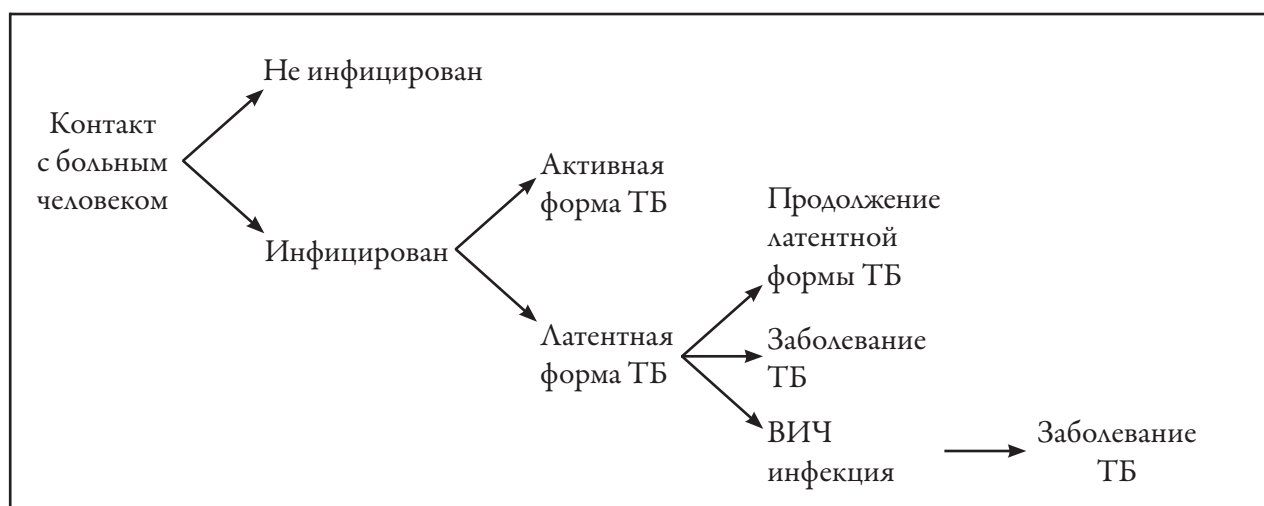 Не инфицирован
Контакт
с больным
человеком
Инфицирован
Активная
форма ТБ
Латентная
форма ТБ
Продолжение
латентной
формы ТБ
Заболевание
ТБ
ВИЧ
инфекция
Заболевание
ТБ